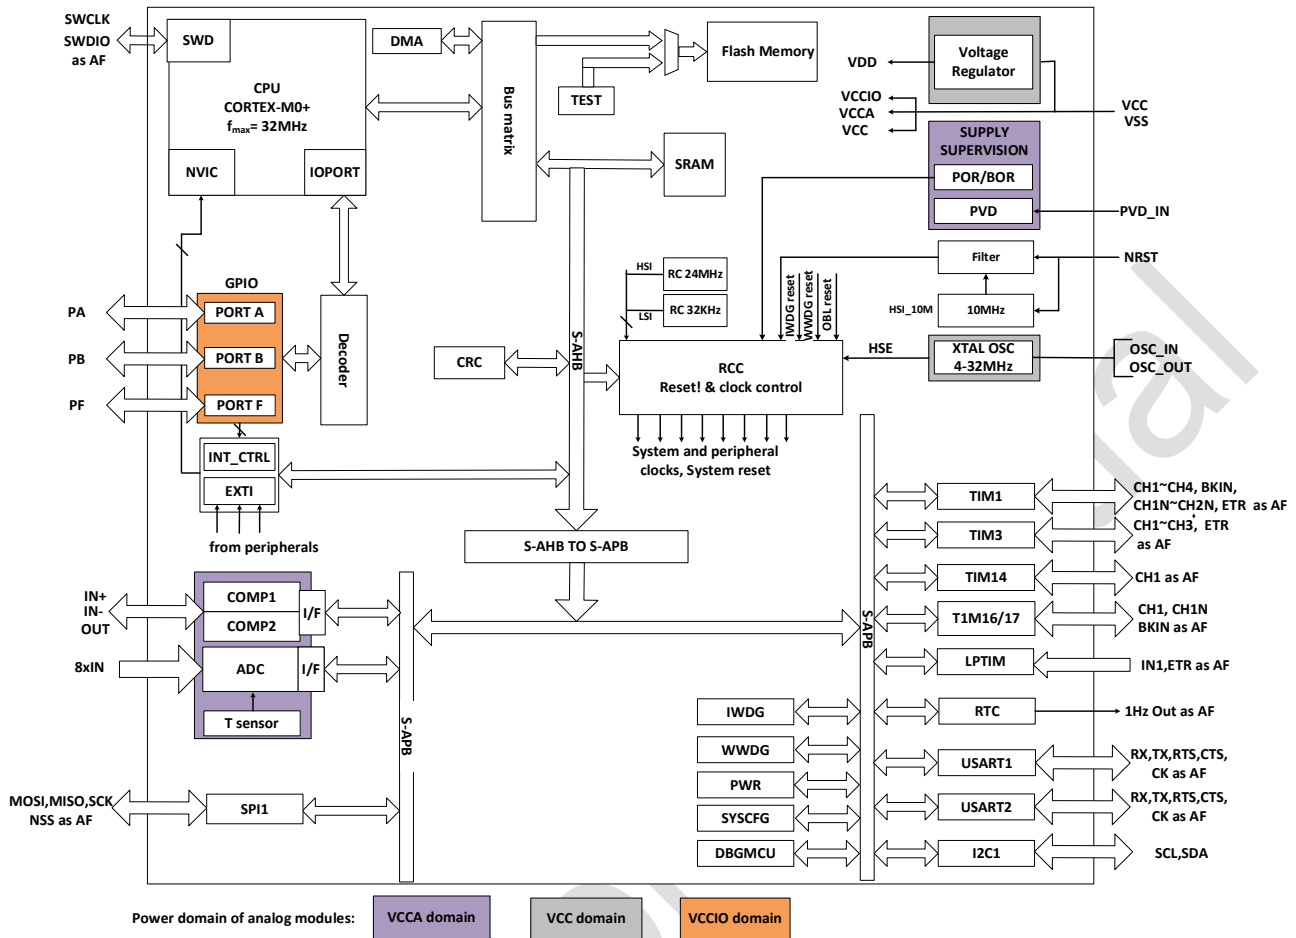 SWCLK
SWDIO
as AF
SWD
CPU
CORTEX-M0+
fmax= 32MHz
NVIC
IOPORT
DMA
Bus matrix
TEST
Flash Memory
SRAM
Voltage
Regulator
VDD
VCCIO
VCCA
VCC
VCC
VSS
SUPPLY
SUPERVISION
POR/BOR
PVD
PVD_IN
Filter
NRST
HSI_10M
10MHz
HSI
RC 24MHz
LSI
RC 32KHz
IWDG reset
WWDG reset
OBL reset
HSE
XTAL OSC
4-32MHz
OSC_IN
OSC_OUT
GPIO
PA
PORT A
PB
PORT B
PF
PORT F
Decoder
CRC
S-AHB
RCC
Reset! & clock control
System and peripheral
clocks, System reset
INT_CTRL
EXTI
from peripherals
S-AHB TO S-APB
IN+
IN-
OUT
COMP1
COMP2
I/F
8xIN
ADC
I/F
T sensor
S-APB
MOSI,MISO,SCK
NSS as AF
SPI1
S-APB
TIM1
CH1~CH4, BKIN,
CH1N~CH2N, ETR as AF
TIM3
CH1~CH3, ETR
as AF
TIM14
CH1 as AF
T1M16/17
CH1, CH1N
BKIN as AF
LPTIM
IN1,ETR as AF
IWDG
RTC
1Hz Out as AF
WWDG
USART1
RX,TX,RTS,CTS,
CK as AF
PWR
SYSCFG
USART2
RX,TX,RTS,CTS,
CK as AF
DBGMCU
I2C1
SCL,SDA
Power domain of analog modules:
VCCA domain
VCC domain
VCCIO domain